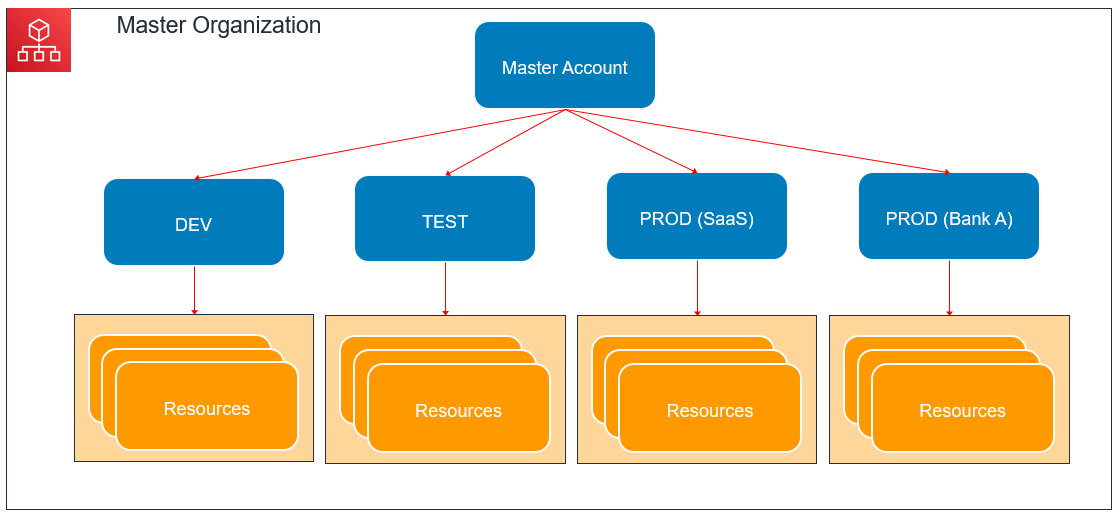 Master Organization
Master Account
DEV
TEST
PROD (SaaS)
PROD (Bank A)
Resources
Resources
Resources
Resources